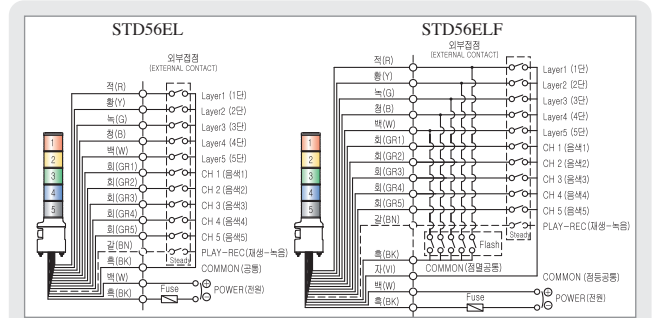 STD56EL
외부접점
(EXTERNAL CONTACT)
적(R)
황(Y)
녹(G)
청(B)
백(W)
회(GR1)
회(GR2)
회(GR3)
회(GR4)
회(GR5)
갈(BN)
흑(BK)
백(W)
흑(BK)
Layer1 (1단)
Layer2 (2단)
Layer3 (3단)
Layer4 (4단)
Layer5 (5단)
CH 1 (음색1)
CH 2 (음색2)
CH 3 (음색3)
CH 4 (음색4)
CH 5 (음색5)
PLAY-REC(재생-녹음)
Steady
COMMON (공통)
Fuse
POWER(전원)
1
2
3
4
5
STD56ELF
외부접점
(EXTERNAL CONTACT)
적(R)
황(Y)
녹(G)
청(B)
백(W)
회(GR1)
회(GR2)
회(GR3)
회(GR4)
회(GR5)
갈(BN)
흑(BK)
자(VI)
백(W)
흑(BK)
Layer1 (1단)
Layer2 (2단)
Layer3 (3단)
Layer4 (4단)
Layer5 (5단)
CH 1 (음색1)
CH 2 (음색2)
CH 3 (음색3)
CH 4 (음색4)
CH 5 (음색5)
PLAY-REC(재생-녹음)
Steady
Flash
COMMON(점멸공통)
COMMON (점등공통)
Fuse
POWER(전원)
1
2
3
4
5